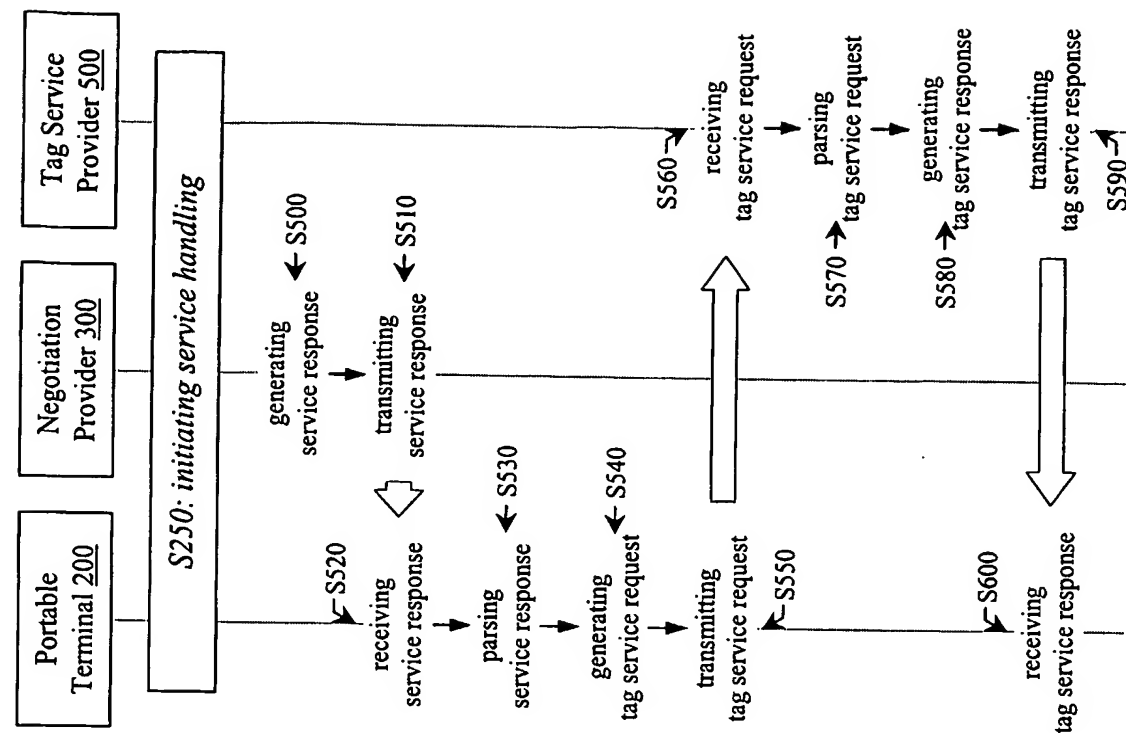 Portable
Terminal 200
Negotiation
Provider 300
Tag Service
Provider 500
S250: initiating service handling
generating
service response
S500
transmitting
service response
S510
S520
receiving
service response
parsing
service response
S530
generating
tag service request
S540
transmitting
tag service request
S550
S560
receiving
tag service request
S570
parsing
tag service request
S580
generating
tag service response
transmitting
tag service response
S590
S600
receiving
tag service response